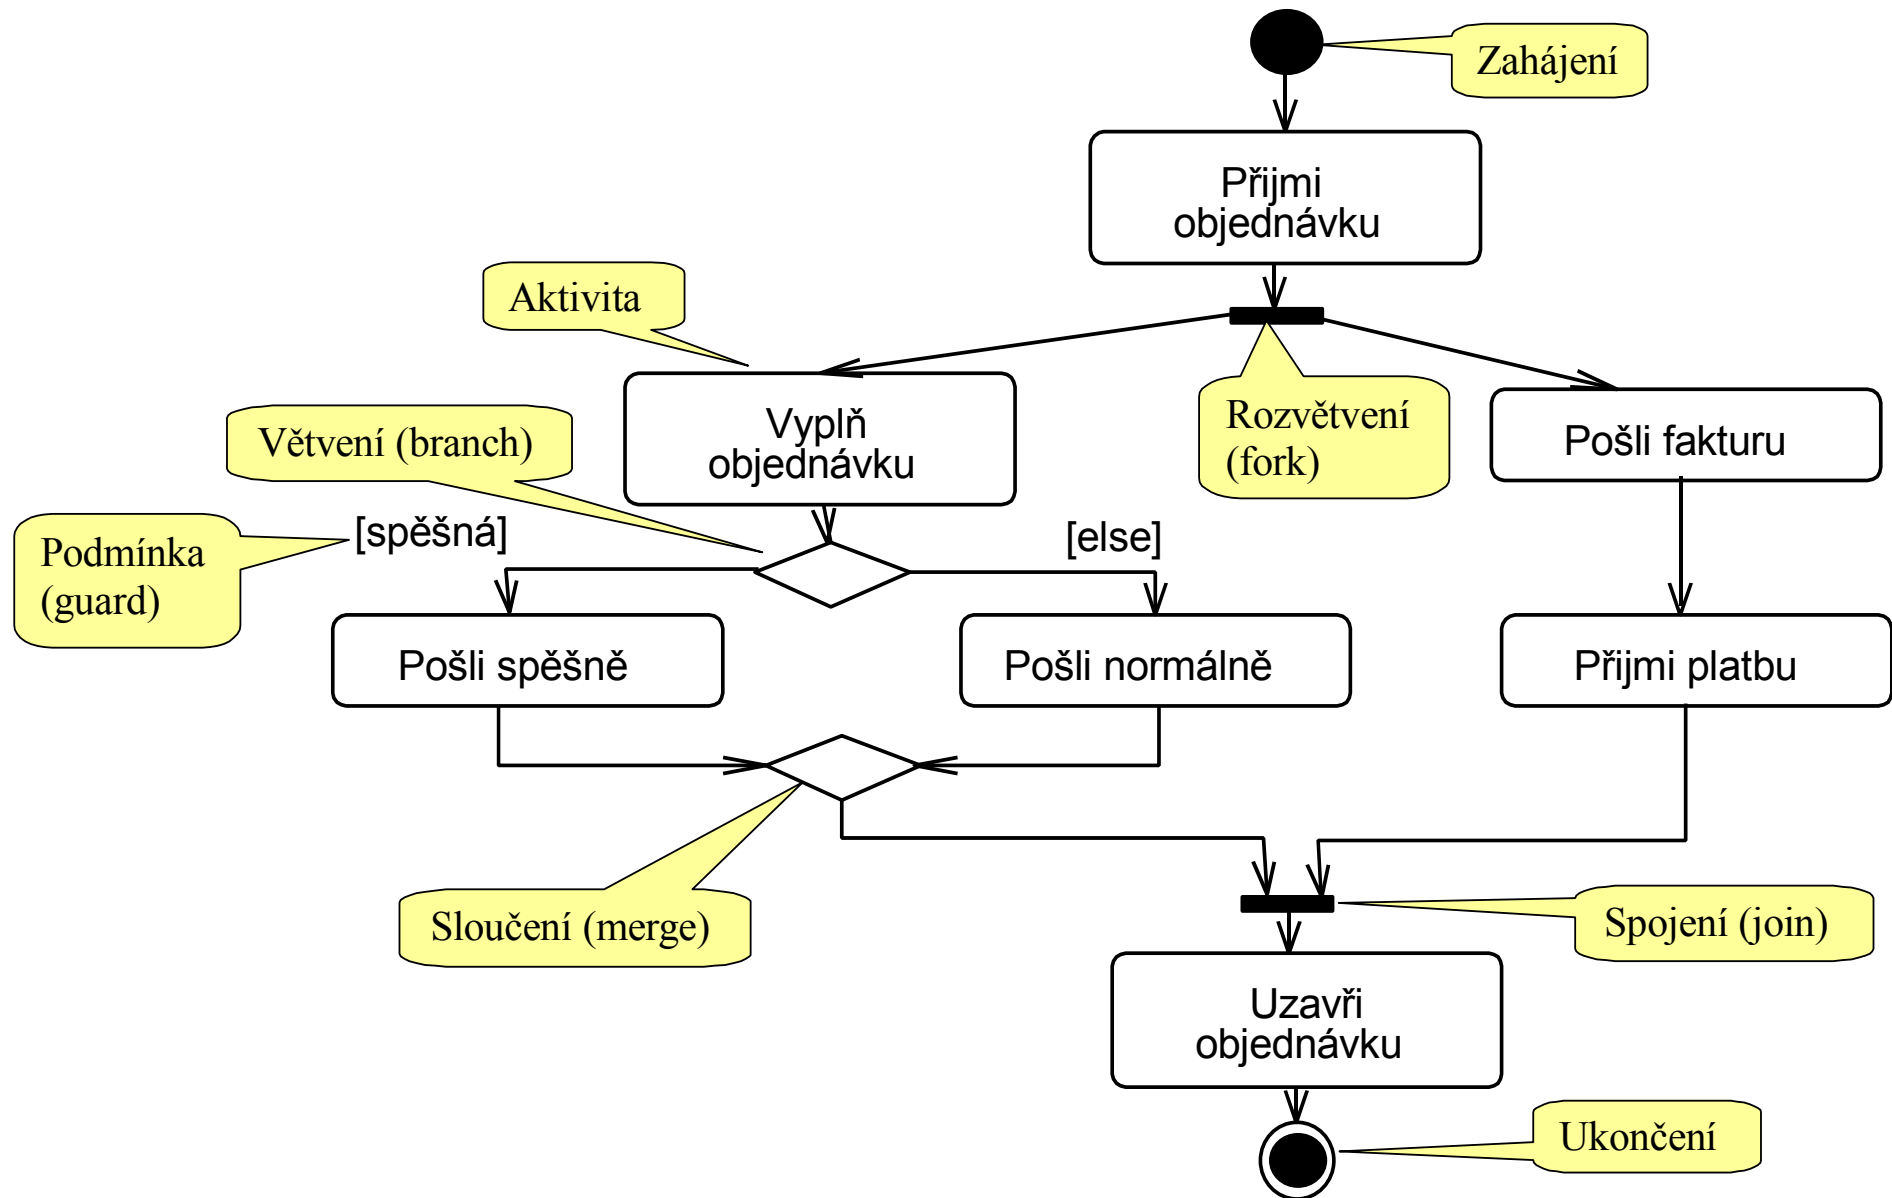 Zahájení
Přijmi
objednávku
Aktivita
Vyplň
objednávku
Rozvětvení
(fork)
Pošli fakturu
Větvení (branch)
[spěšná]
[else]
Podmínka
(guard)
Pošli spěšně
Pošli normálně
Přijmi platbu
Sloučení (merge)
Spojení (join)
Uzavři
objednávku
Ukončení